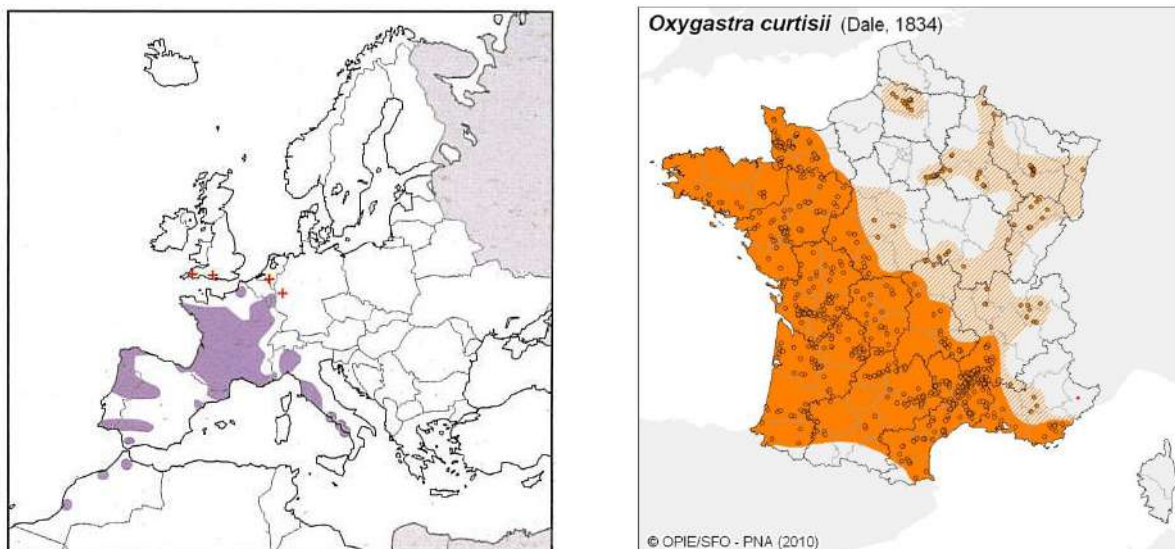 Oxygastra curtisii (Dale, 1834)
© OPIE/SFO - PNA (2010)